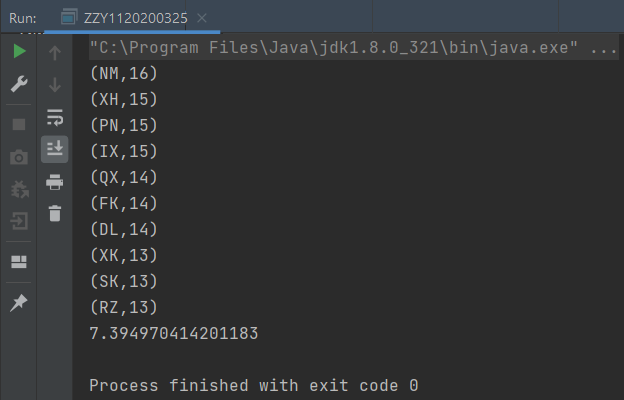 Run: ZZY1120200325
"C:\Program Files\Java\jdk1.8.0_321\bin\java.exe" ...
(NM,16)
(XH,15)
(PN,15)
(IX,15)
(QX,14)
(FK,14)
(DL,14)
(XK,13)
(SK,13)
(RZ,13)
7.394970414201183
Process finished with exit code 0